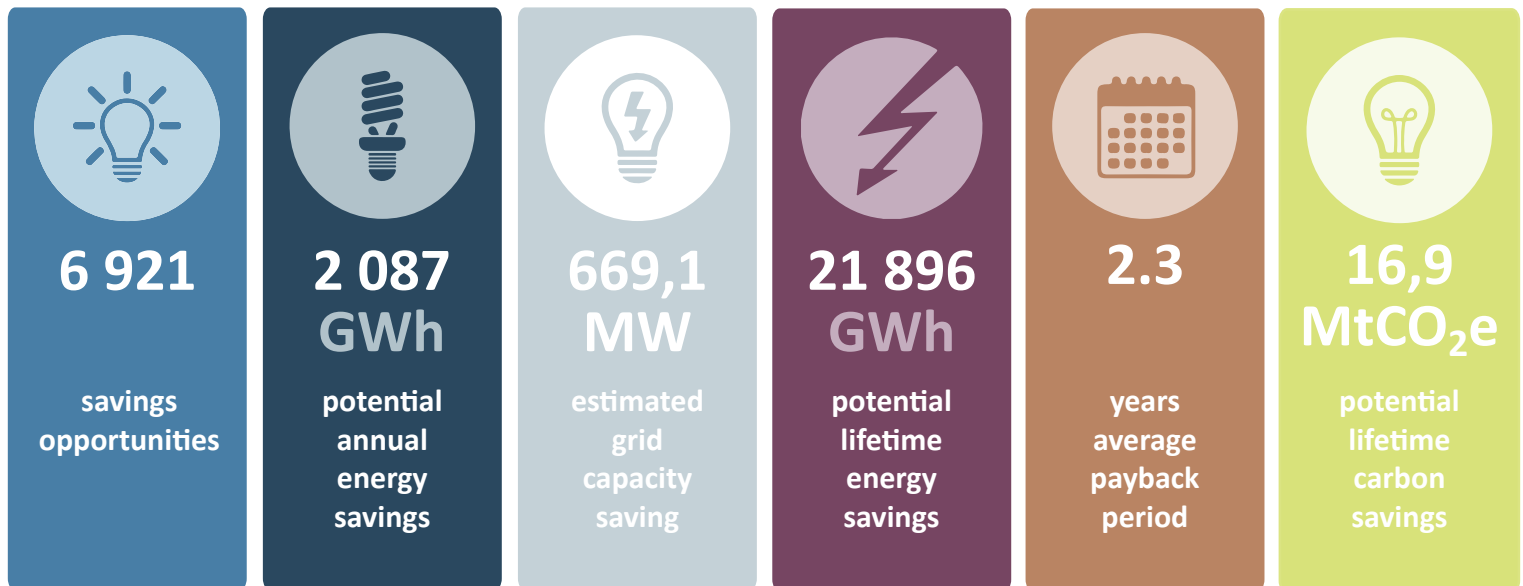 6 921
savings
opportunities
2 087
GWh
potential
annual
energy
savings
669,1
MW
estimated
grid
capacity
saving
21 896
GWh
potential
lifetime
energy
savings
2.3
years
average
payback
period
16,9
MtCO₂e
potential
lifetime
carbon
savings